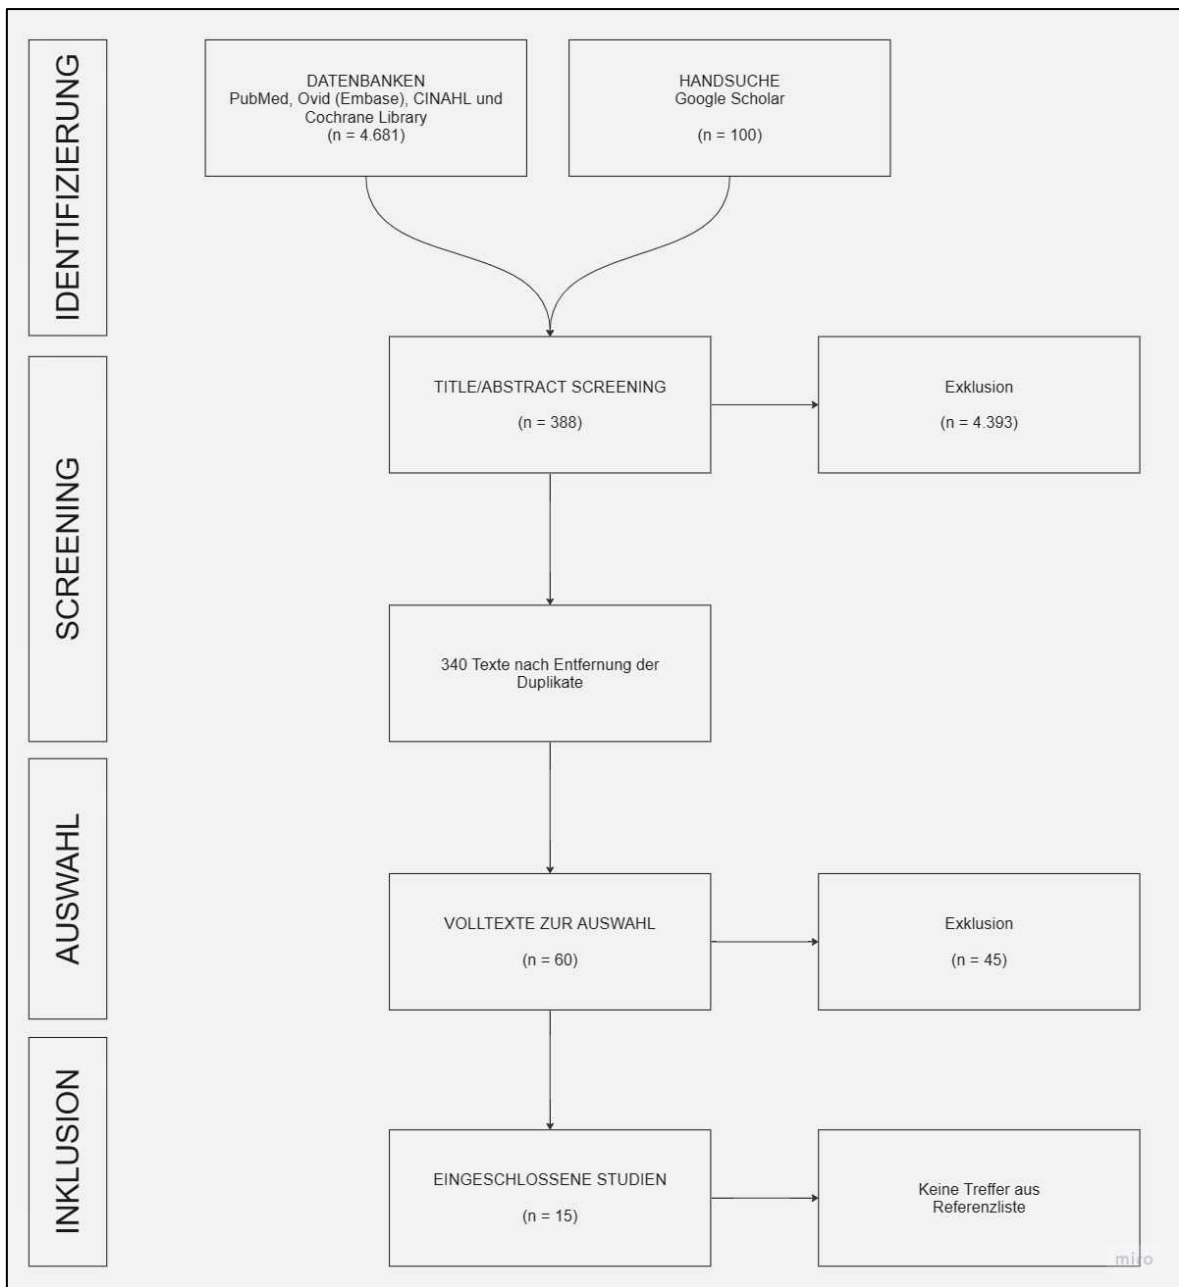 IDENTIFIZIERUNG
DATENBANKEN
PubMed, Ovid (Embase), CINAHL und
Cochrane Library
(n = 4.681)
HANDSUCHE
Google Scholar
(n = 100)
SCREENING
TITLE/ABSTRACT SCREENING
(n = 388)
Exklusion
(n = 4.393)
340 Texte nach Entfernung der
Duplikate
AUSWAHL
VOLLTEXTE ZUR AUSWAHL
(n = 60)
Exklusion
(n = 45)
INKLUSION
EINGESCHLOSSENE STUDIEN
(n = 15)
Keine Treffer aus
Referenzliste
miro